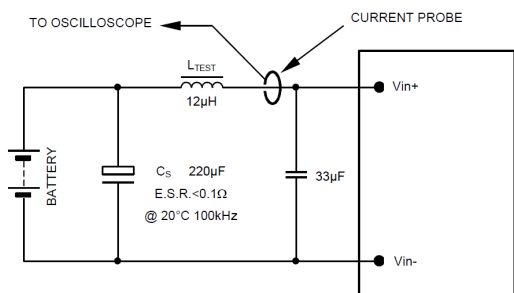 TO OSCILLOSCOPE
CURRENT PROBE
LTEST
12µH
Vin+
BATTERY
CS 220µF
E.S.R.<0.1Ω
@ 20°C 100kHz
33µF
Vin-